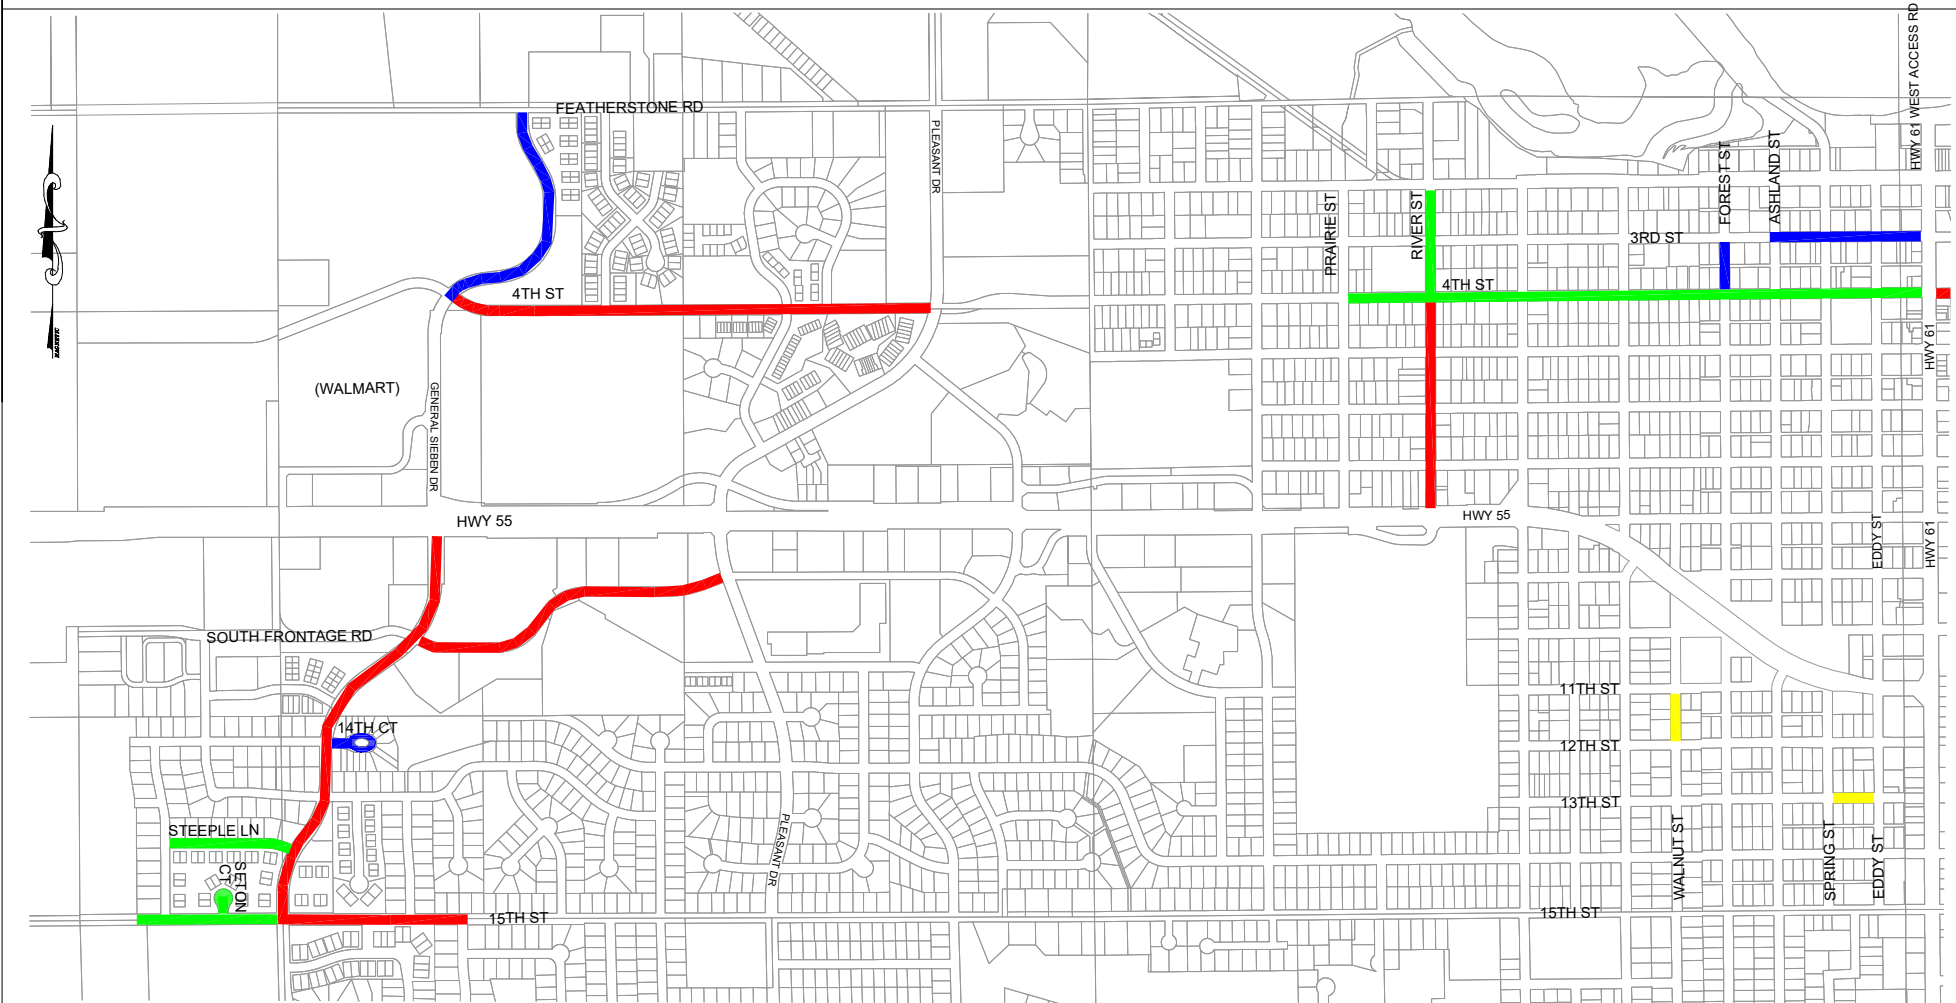 HWY 61 WEST ACCESS RD
FEATHERSTONE RD
PLEASANT DR
FOREST ST
ASHLAND ST
PRAIRIE ST
RIVER ST
3RD ST
4TH ST
4TH ST
HWY 61
(WALMART)
GENERAL SIEBEN DR
HWY 55
HWY 55
EDDY ST
HWY 61
SOUTH FRONTAGE RD
11TH ST
14TH CT
12TH ST
13TH ST
STEEPLE LN
SETON
CT
PLEASANT DR
WALNUT ST
SPRING ST
EDDY ST
15TH ST
15TH ST